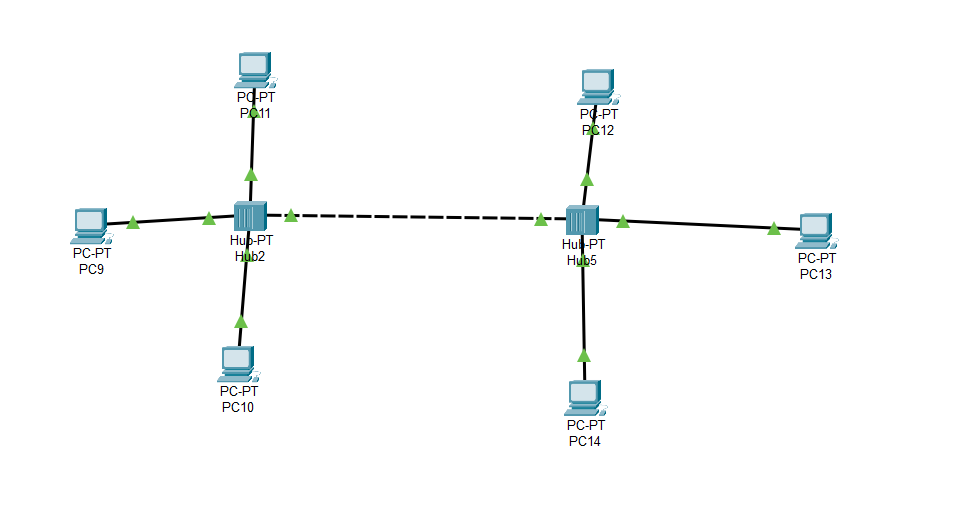 PC-PT
PC11
PC-PT
PC12
PC-PT
PC9
Hub-PT
Hub2
Hub-PT
Hub5
PC-PT
PC13
PC-PT
PC10
PC-PT
PC14